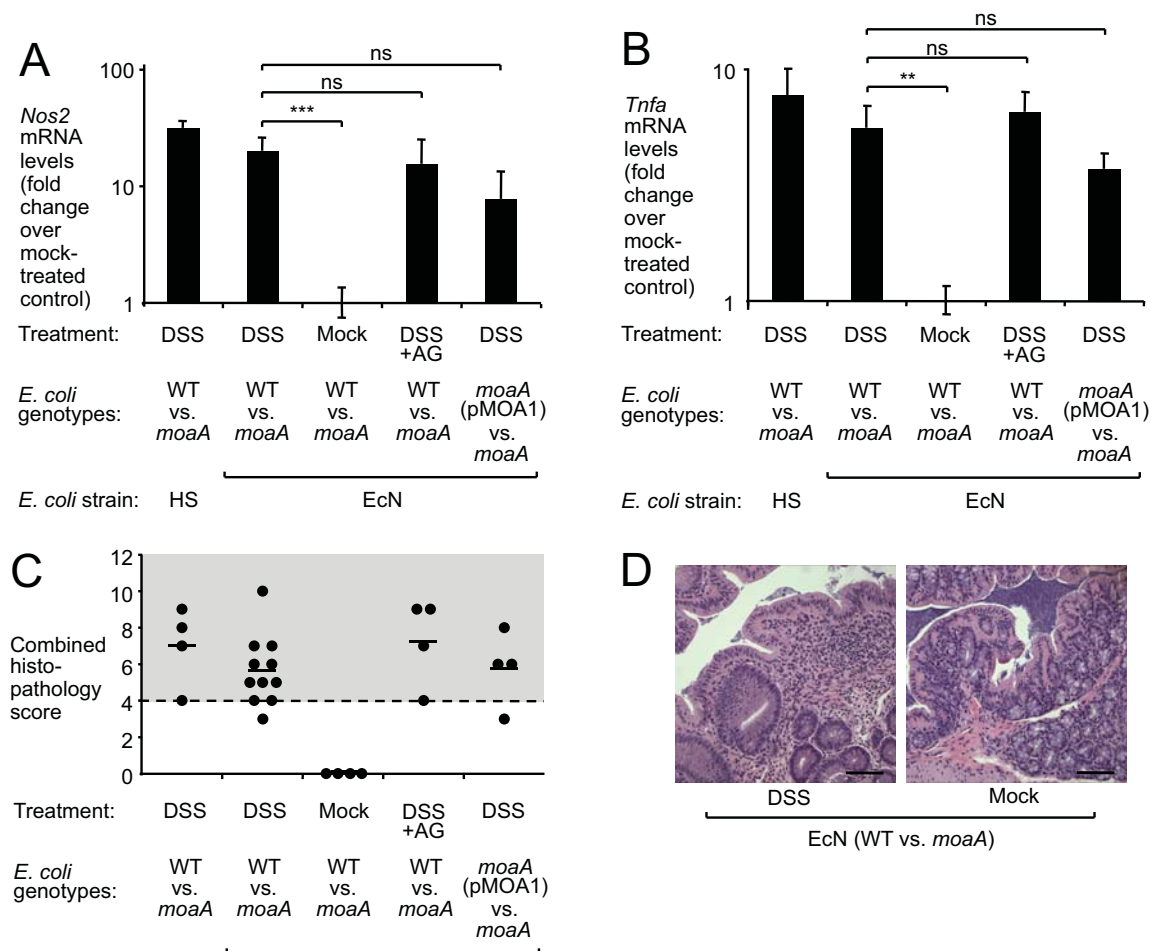 A
ns
ns
***
100
10
1
Nos2
mRNA
levels
(fold
change
over
mock-
treated
control)
Treatment: DSS DSS Mock DSS +AG DSS
E. coli genotypes: WT vs. moaA WT vs. moaA WT vs. moaA WT vs. moaA moaA (pMOA1) vs. moaA
E. coli strain: HS EcN
B
ns
ns
**
10
1
Tnfa
mRNA
levels
(fold
change
over
mock-
treated
control)
Treatment: DSS DSS Mock DSS +AG DSS
E. coli genotypes: WT vs. moaA WT vs. moaA WT vs. moaA WT vs. moaA moaA (pMOA1) vs. moaA
E. coli strain: HS EcN
C
12
10
8
6
4
2
0
Combined
histo-
pathology
score
Treatment: DSS DSS Mock DSS +AG DSS
E. coli genotypes: WT vs. moaA WT vs. moaA WT vs. moaA WT vs. moaA moaA (pMOA1) vs. moaA
D
DSS Mock
EcN (WT vs. moaA)